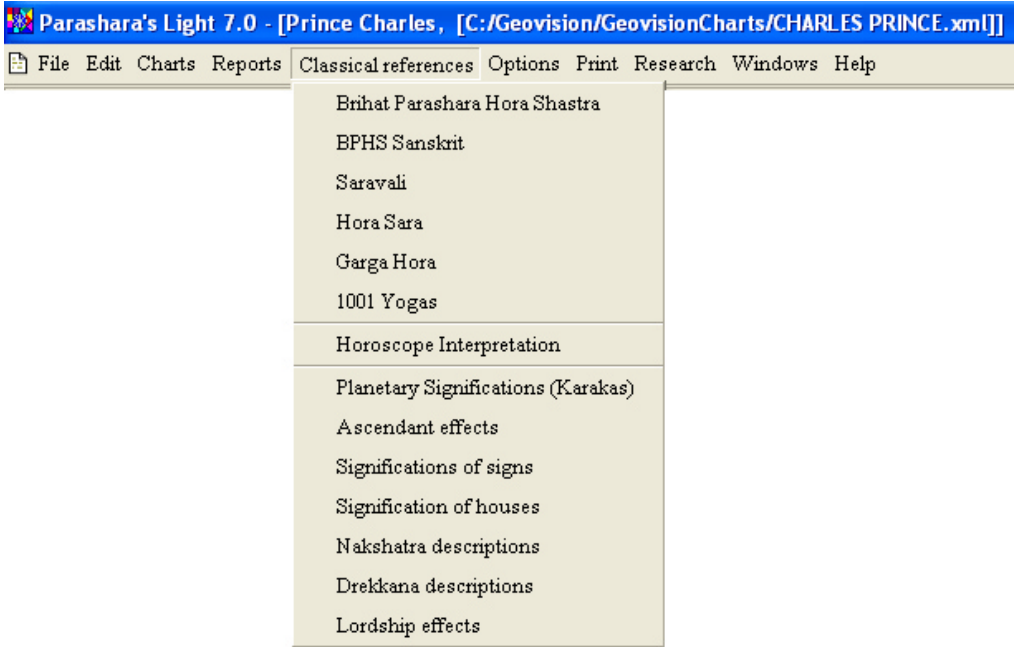 Parashara's Light 7.0 - [Prince Charles, [C:/Geovision/GeovisionCharts/CHARLES PRINCE.xml]]
File Edit Charts Reports Classical references Options Print Research Windows Help
Brihat Parashara Hora Shastra
BPHS Sanskrit
Saravali
Hora Sara
Garga Hora
1001 Yogas
Horoscope Interpretation
Planetary Significations (Karakas)
Ascendant effects
Significations of signs
Signification of houses
Nakshatra descriptions
Drekkana descriptions
Lordship effects